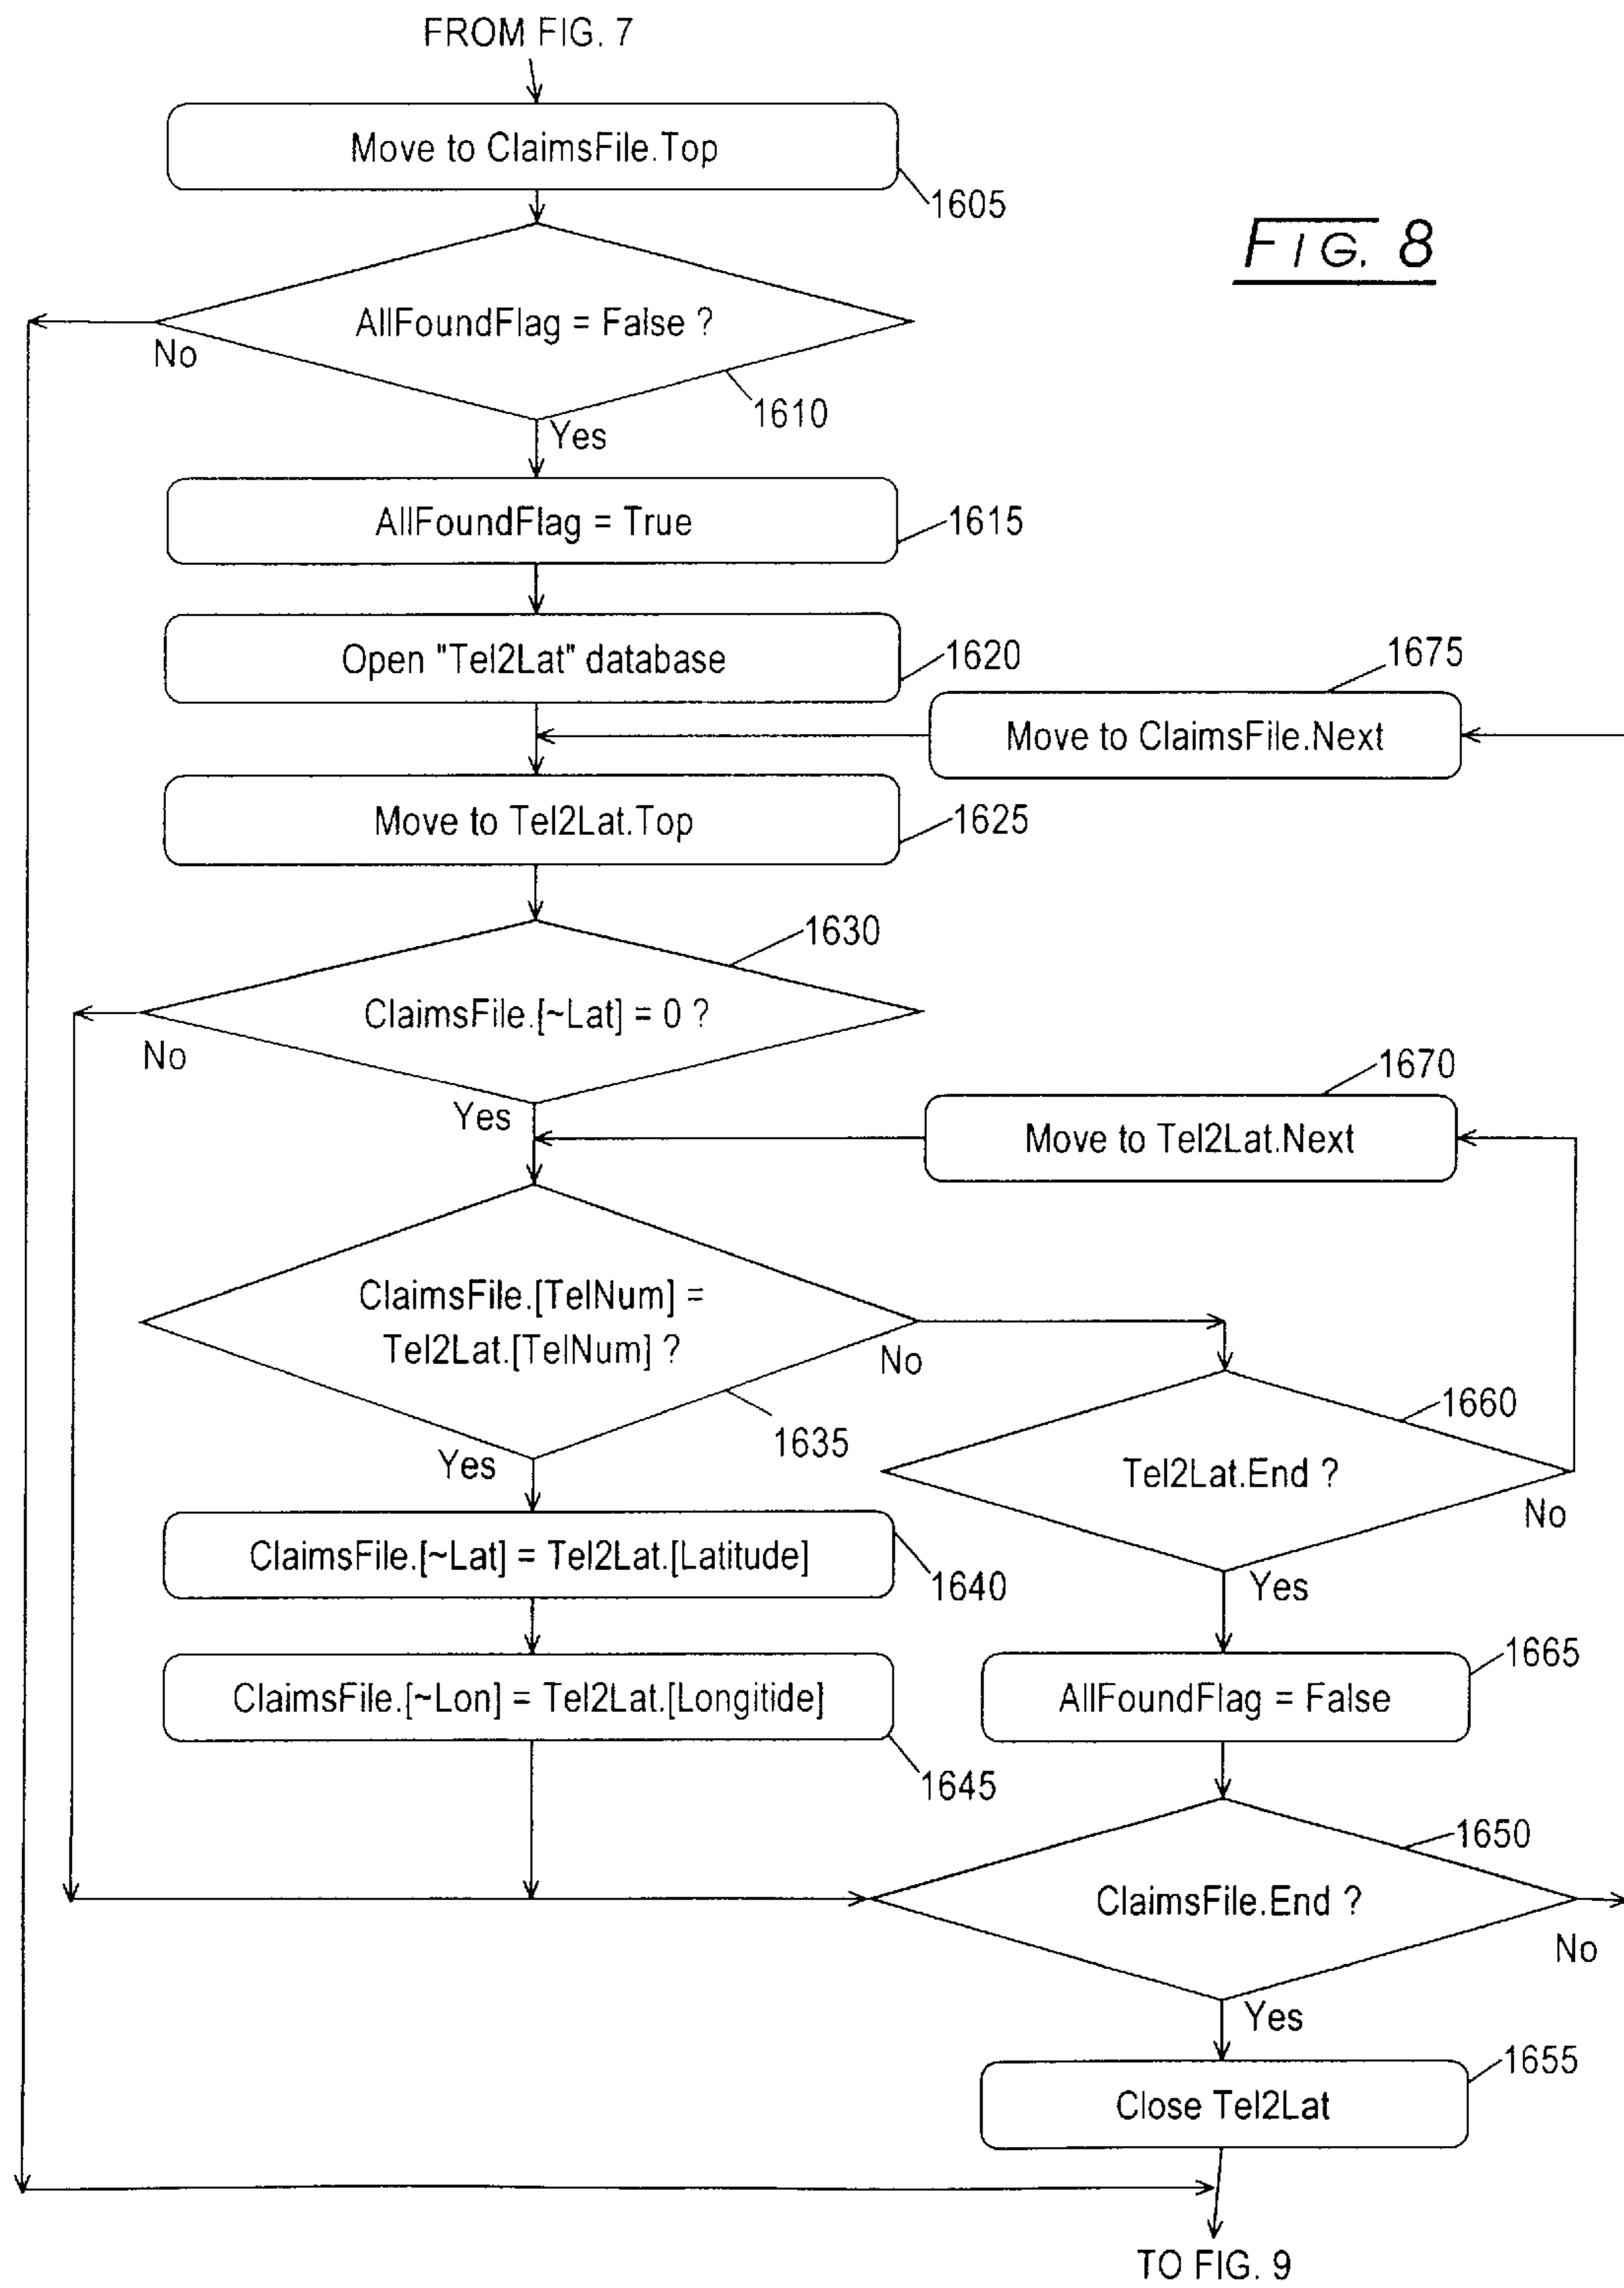 FROM FIG. 7
Move to ClaimsFile.Top
1605
FIG. 8
AllFoundFlag = False ?
No
1610
Yes
AllFoundFlag = True
1615
Open "Tel2Lat" database
1620
1675
Move to ClaimsFile.Next
Move to Tel2Lat.Top
1625
1630
ClaimsFile.[~Lat] = 0 ?
No
Yes
1670
Move to Tel2Lat.Next
ClaimsFile.[TelNum] =
Tel2Lat.[TelNum] ?
No
1635
Yes
1660
Tel2Lat.End ?
No
Yes
ClaimsFile.[~Lat] = Tel2Lat.[Latitude]
1640
ClaimsFile.[~Lon] = Tel2Lat.[Longitide]
1645
1665
AllFoundFlag = False
1650
ClaimsFile.End ?
No
Yes
1655
Close Tel2Lat
TO FIG. 9